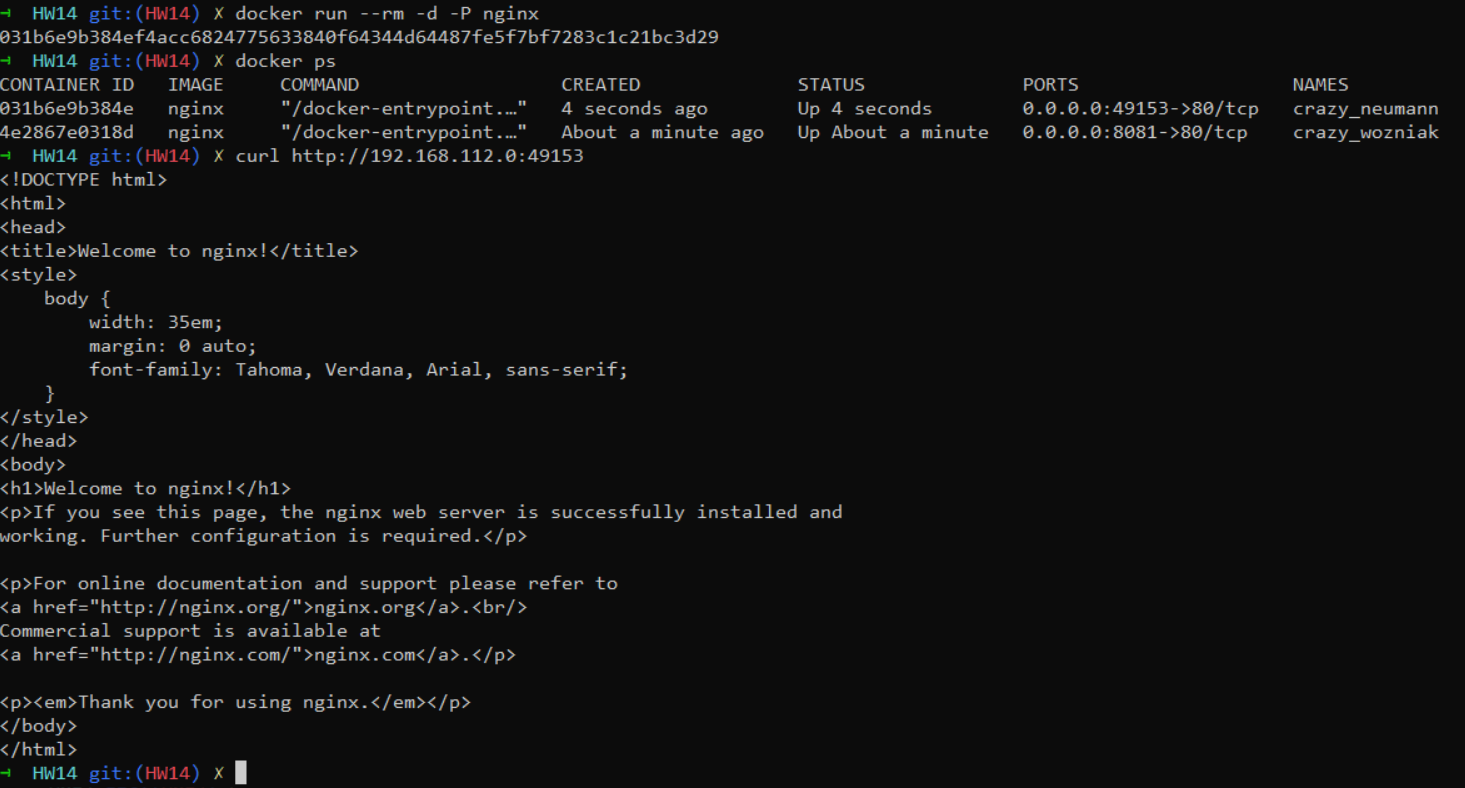 → HW14 git:(HW14) ✗ docker run --rm -d -P nginx
031b6e9b384ef4acc6824775633840f64344d64487fe5f7bf7283c1c21bc3d29
→ HW14 git:(HW14) ✗ docker ps
CONTAINER ID   IMAGE     COMMAND                  CREATED              STATUS              PORTS                  NAMES
031b6e9b384e   nginx     "/docker-entrypoint.…"   4 seconds ago        Up 4 seconds        0.0.0.0:49153->80/tcp   crazy_neumann
4e2867e0318d   nginx     "/docker-entrypoint.…"   About a minute ago   Up About a minute   0.0.0.0:8081->80/tcp    crazy_wozniak
→ HW14 git:(HW14) ✗ curl http://192.168.112.0:49153
<!DOCTYPE html>
<html>
<head>
<title>Welcome to nginx!</title>
<style>
    body {
        width: 35em;
        margin: 0 auto;
        font-family: Tahoma, Verdana, Arial, sans-serif;
    }
</style>
</head>
<body>
<h1>Welcome to nginx!</h1>
<p>If you see this page, the nginx web server is successfully installed and
working. Further configuration is required.</p>

<p>For online documentation and support please refer to
<a href="http://nginx.org/">nginx.org</a>.<br/>
Commercial support is available at
<a href="http://nginx.com/">nginx.com</a>.</p>

<p><em>Thank you for using nginx.</em></p>
</body>
</html>
→ HW14 git:(HW14) ✗